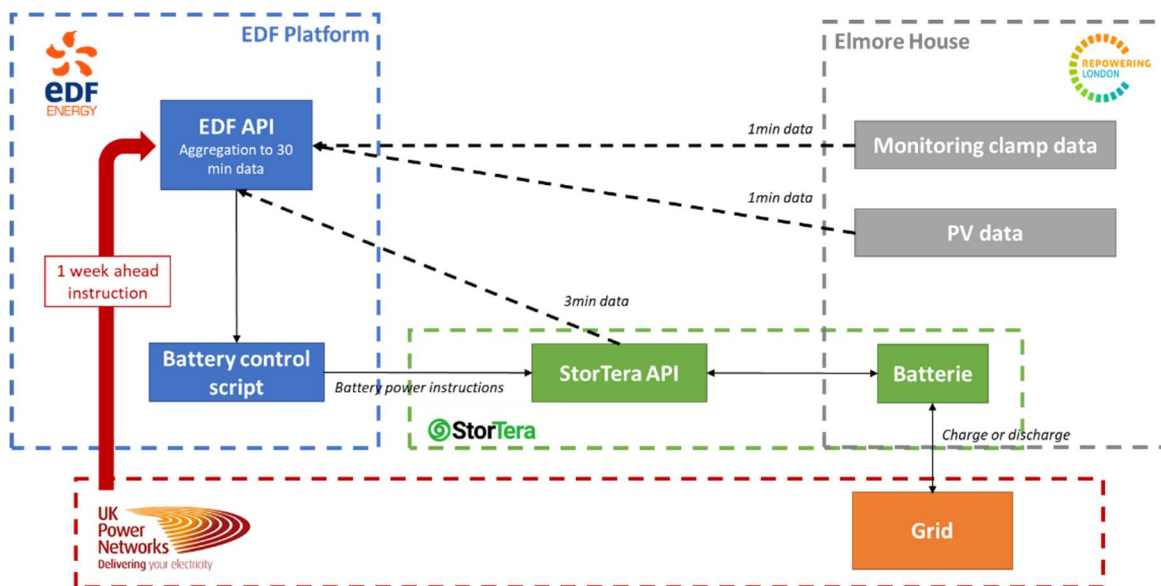 EDF Platform
eDF
ENERGY
EDF API
Aggregation to 30
min data
1 week ahead
instruction
Battery control
script
Battery power instructions
Elmore House
REPOWERING
LONDON
1min data
Monitoring clamp data
1min data
PV data
3min data
StorTera API
Batterie
StorTera
Charge or discharge
UK
Power
Networks
Delivering your electricity
Grid